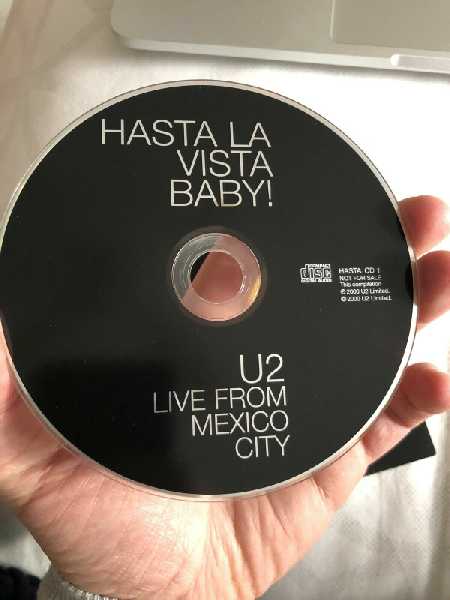 HASTA LA
VISTA
BABY!
COMPACT
disc
DIGITAL AUDIO
HASTA CD 1
NOT FOR SALE
This compilation
℗ 2000 U2 Limited.
© 2000 U2 Limited.
U2
LIVE FROM
MEXICO
CITY